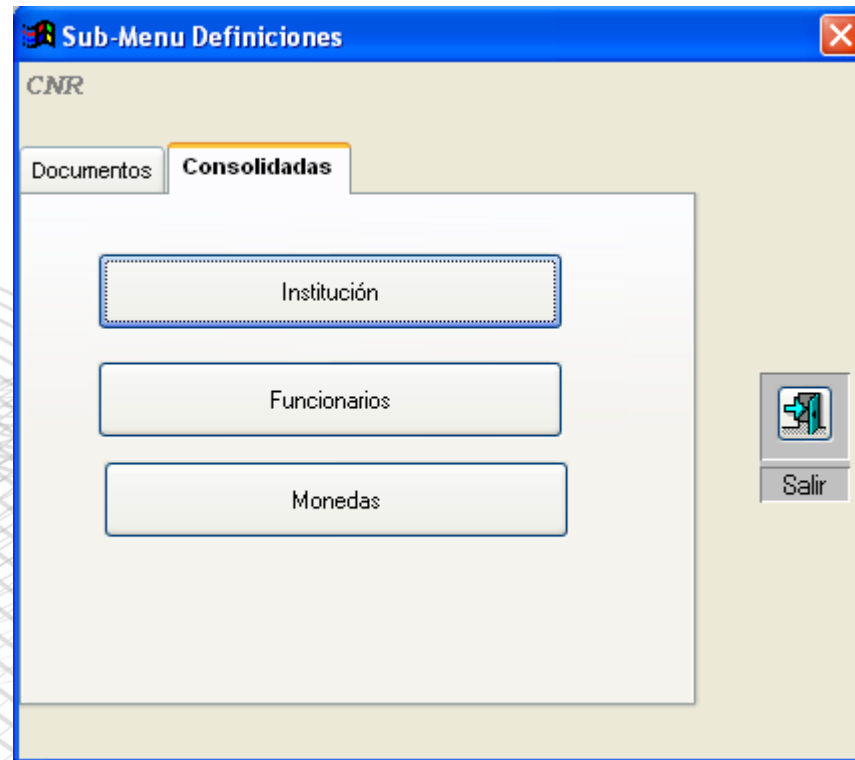 Sub-Menu Definiciones
CNR
Documentos Consolidadas
Institución
Funcionarios
Monedas
Salir